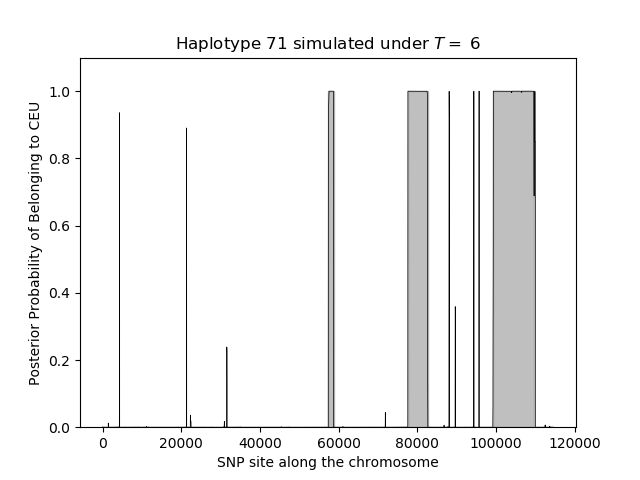 Haplotype 71 simulated under T = 6
Posterior Probability of Belonging to CEU
1.0
0.8
0.6
0.4
0.2
0.0
0 20000 40000 60000 80000 100000 120000
SNP site along the chromosome